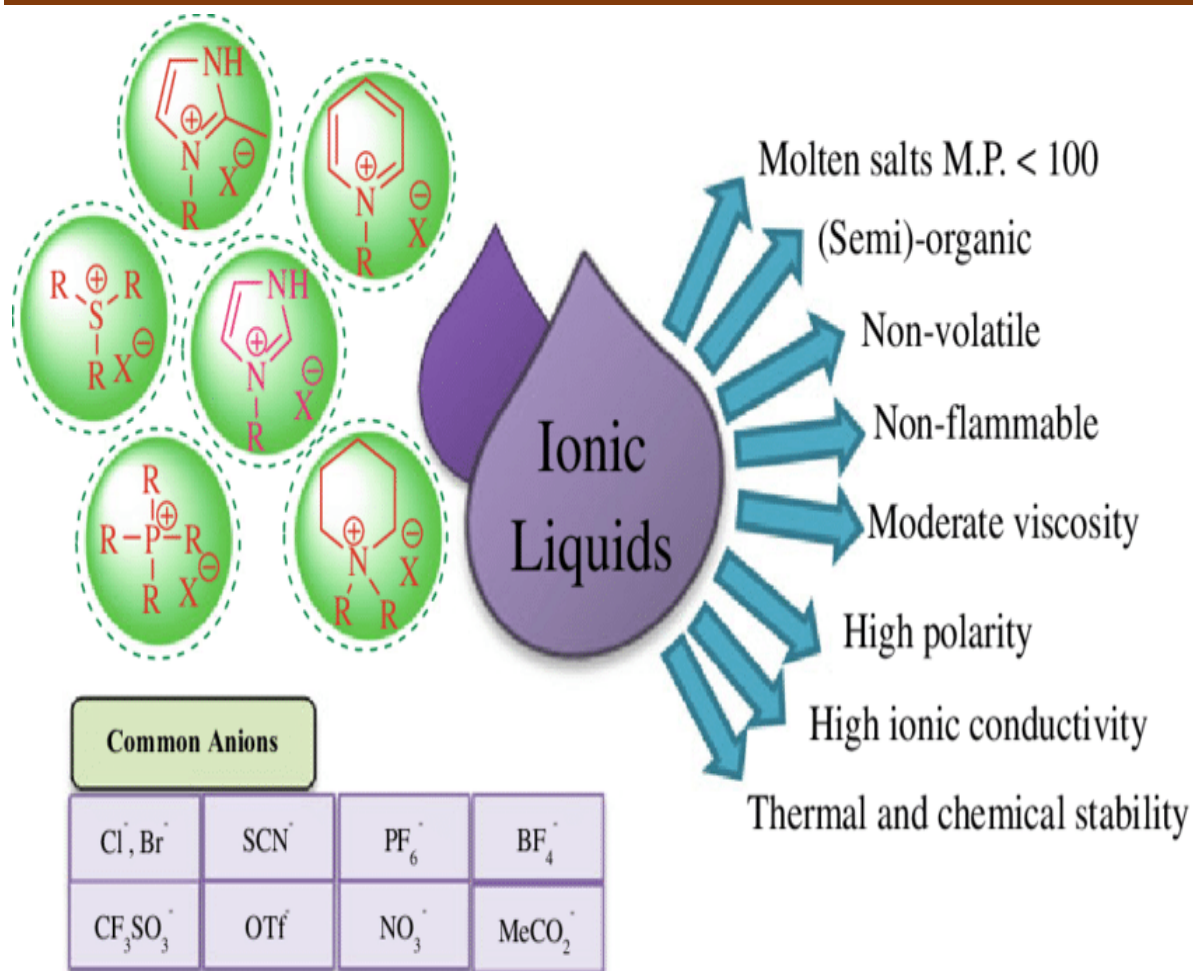 NH
⊕
N
X
⊖
R
⊕
N
X
⊖
R
⊕
R
S
R
R
X
⊖
NH
⊕
N
X
⊖
R
R
⊕
R–P–R
R
X
⊖
⊕
N
X
⊖
R
R
Ionic
Liquids
Molten salts M.P. < 100
(Semi)-organic
Non-volatile
Non-flammable
Moderate viscosity
High polarity
High ionic conductivity
Thermal and chemical stability
Common Anions
Cl⁻, Br⁻ SCN⁻ PF₆⁻ BF₄⁻
CF₃SO₃⁻ OTf⁻ NO₃⁻ MeCO₂⁻